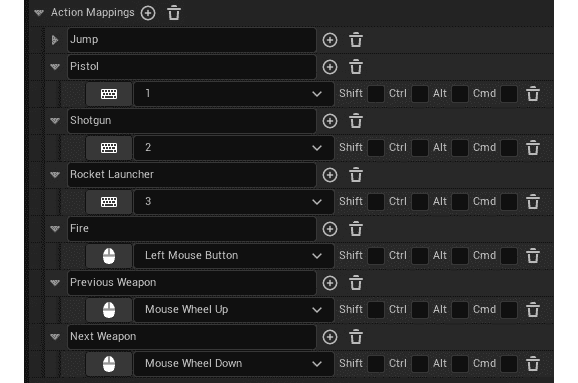 Action Mappings
Jump
Pistol
1 Shift Ctrl Alt Cmd
Shotgun
2 Shift Ctrl Alt Cmd
Rocket Launcher
3 Shift Ctrl Alt Cmd
Fire
Left Mouse Button Shift Ctrl Alt Cmd
Previous Weapon
Mouse Wheel Up Shift Ctrl Alt Cmd
Next Weapon
Mouse Wheel Down Shift Ctrl Alt Cmd